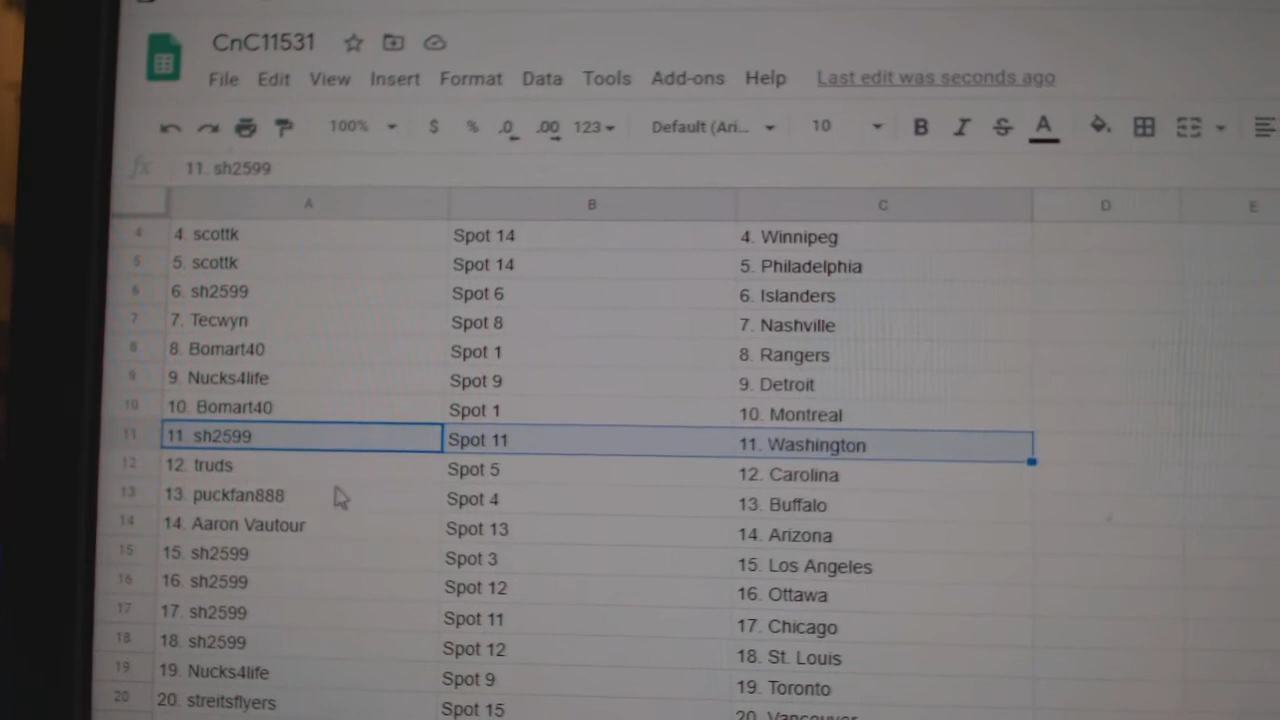 CnC11531
File Edit View Insert Format Data Tools Add-ons Help Last edit was seconds ago
100% $ % .0 .00 123 Default (Ari... 10 B I S A
fx 11. sh2599
A B C D E
4 4. scottk Spot 14 4. Winnipeg
5 5. scottk Spot 14 5. Philadelphia
6 6. sh2599 Spot 6 6. Islanders
7 7. Tecwyn Spot 8 7. Nashville
8 8. Bomart40 Spot 1 8. Rangers
9 9. Nucks4life Spot 9 9. Detroit
10 10. Bomart40 Spot 1 10. Montreal
11 11. sh2599 Spot 11 11. Washington
12 12. truds Spot 5 12. Carolina
13 13. puckfan888 Spot 4 13. Buffalo
14 14. Aaron Vautour Spot 13 14. Arizona
15 15. sh2599 Spot 3 15. Los Angeles
16 16. sh2599 Spot 12 16. Ottawa
17 17. sh2599 Spot 11 17. Chicago
18 18. sh2599 Spot 12 18. St. Louis
19 19. Nucks4life Spot 9 19. Toronto
20 20. streitsflyers Spot 15 20. Vancouver